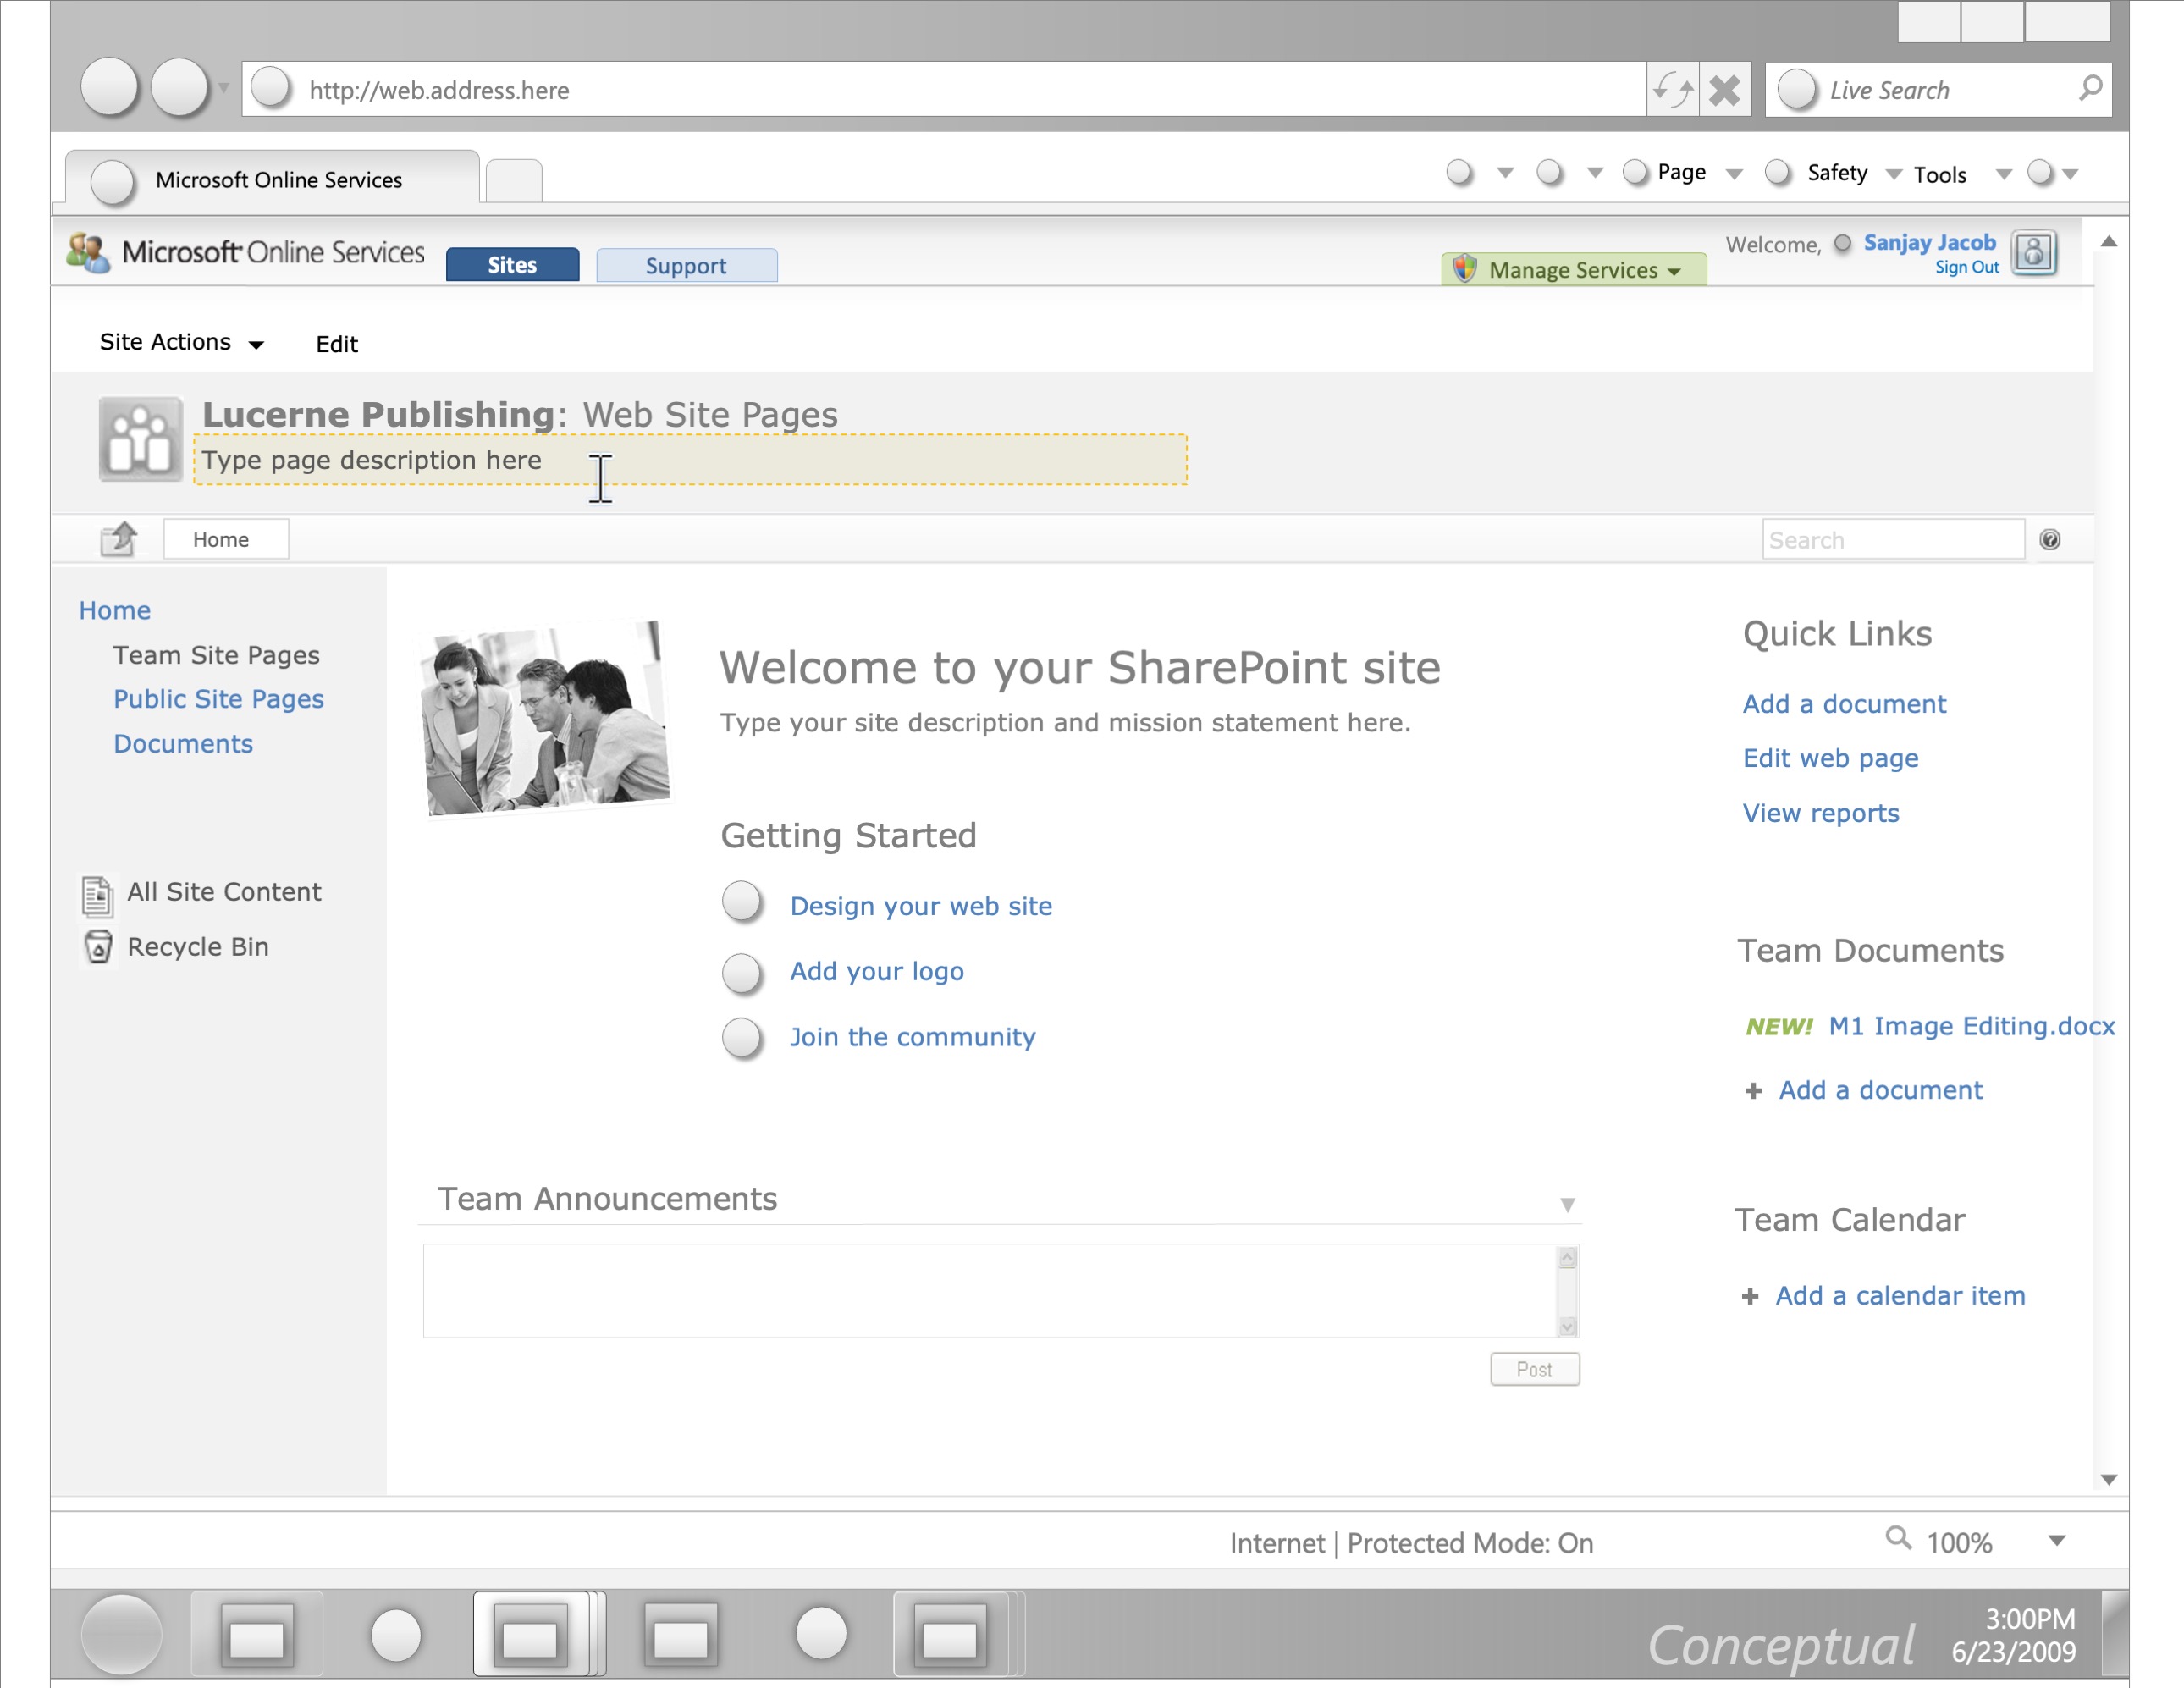 http://web.address.here
Live Search
Microsoft Online Services
Page
Safety
Tools
Microsoft Online Services
Sites
Support
Manage Services
Welcome, Sanjay Jacob
Sign Out
Site Actions
Edit
Lucerne Publishing: Web Site Pages
Type page description here
Home
Search
Home
Team Site Pages
Public Site Pages
Documents
All Site Content
Recycle Bin
Welcome to your SharePoint site
Type your site description and mission statement here.
Getting Started
Design your web site
Add your logo
Join the community
Team Announcements
Post
Quick Links
Add a document
Edit web page
View reports
Team Documents
NEW! M1 Image Editing.docx
+ Add a document
Team Calendar
+ Add a calendar item
Internet | Protected Mode: On
100%
Conceptual
3:00PM
6/23/2009